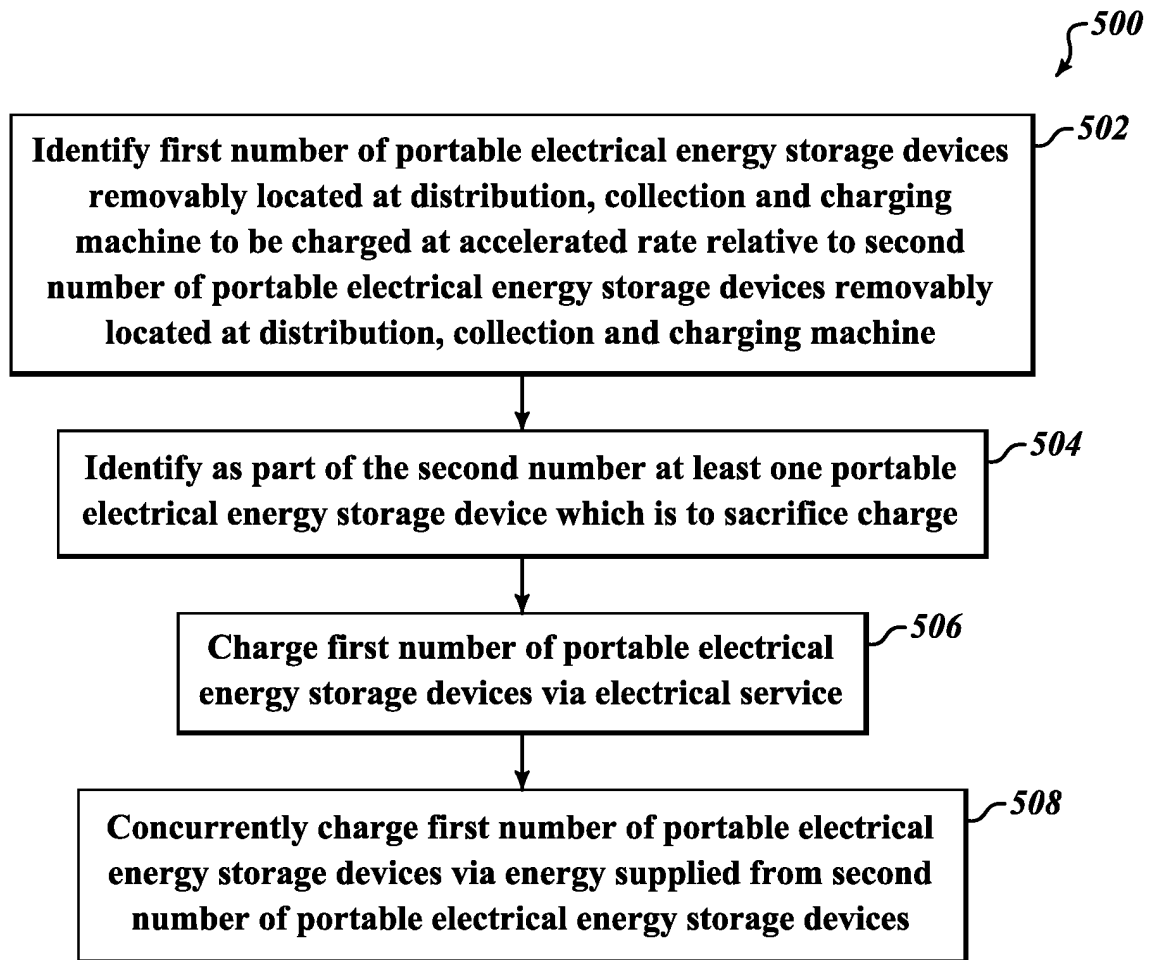 500
502
Identify first number of portable electrical energy storage devices
removably located at distribution, collection and charging
machine to be charged at accelerated rate relative to second
number of portable electrical energy storage devices removably
located at distribution, collection and charging machine
504
Identify as part of the second number at least one portable
electrical energy storage device which is to sacrifice charge
506
Charge first number of portable electrical
energy storage devices via electrical service
508
Concurrently charge first number of portable electrical
energy storage devices via energy supplied from second
number of portable electrical energy storage devices